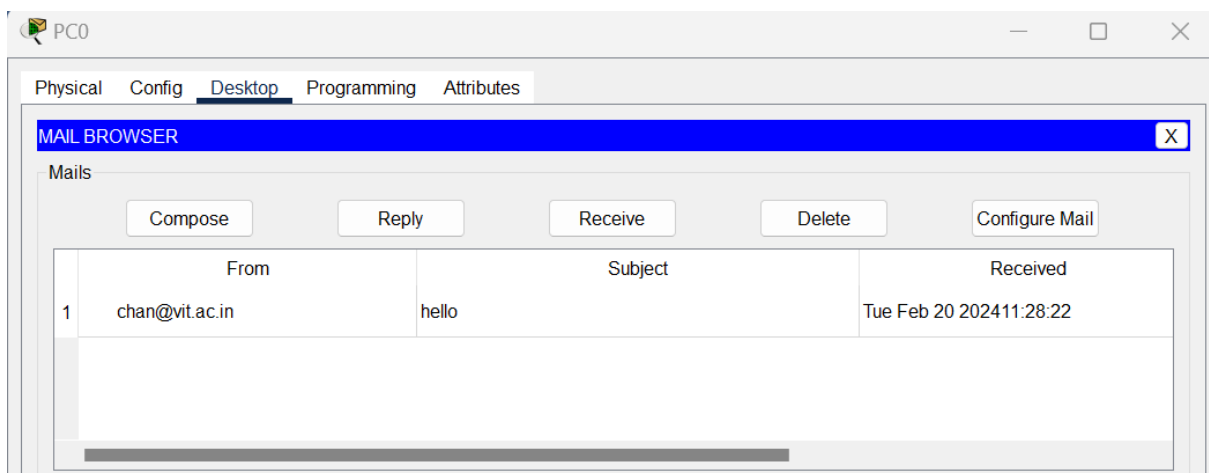 PC0
Physical Config Desktop Programming Attributes
MAIL BROWSER X
Mails
Compose Reply Receive Delete Configure Mail
From Subject Received
1 chan@vit.ac.in hello Tue Feb 20 202411:28:22